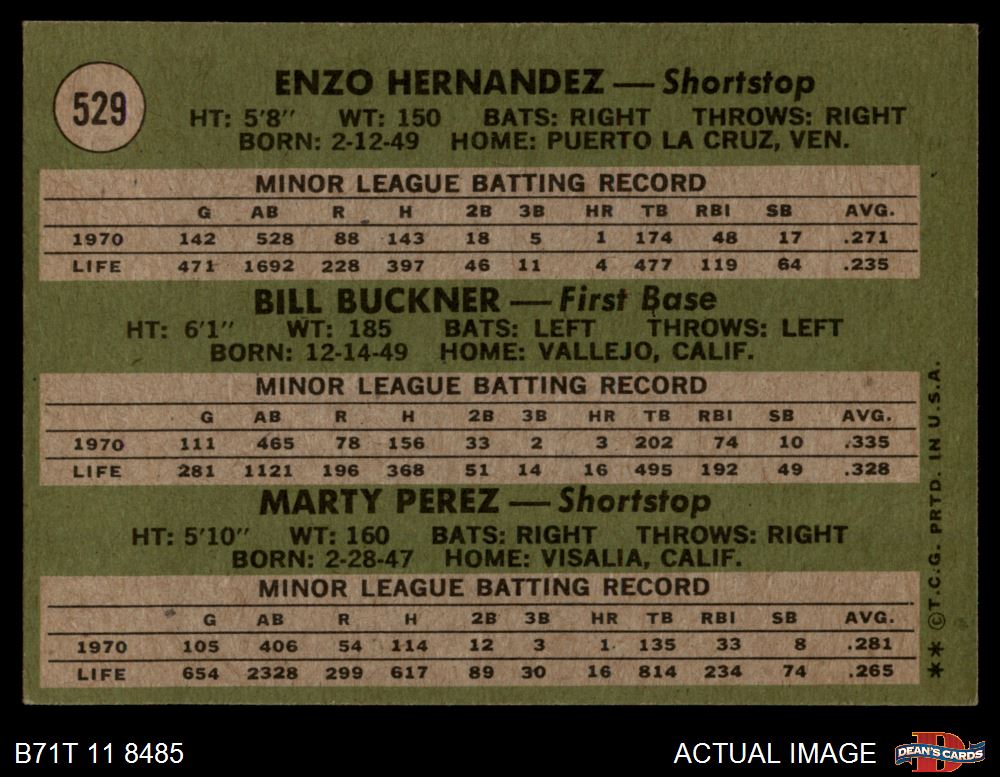 529
ENZO HERNANDEZ — Shortstop
HT: 5'8" WT: 150 BATS: RIGHT THROWS: RIGHT
BORN: 2-12-49 HOME: PUERTO LA CRUZ, VEN.
MINOR LEAGUE BATTING RECORD
G AB R H 2B 3B HR TB RBI SB AVG.
1970 142 528 88 143 18 5 1 174 48 17 .271
LIFE 471 1692 228 397 46 11 4 477 119 64 .235
BILL BUCKNER — First Base
HT: 6'1" WT: 185 BATS: LEFT THROWS: LEFT
BORN: 12-14-49 HOME: VALLEJO, CALIF.
MINOR LEAGUE BATTING RECORD
G AB R H 2B 3B HR TB RBI SB AVG.
1970 111 465 78 156 33 2 3 202 74 10 .335
LIFE 281 1121 196 368 51 14 16 495 192 49 .328
MARTY PEREZ — Shortstop
HT: 5'10" WT: 160 BATS: RIGHT THROWS: RIGHT
BORN: 2-28-47 HOME: VISALIA, CALIF.
MINOR LEAGUE BATTING RECORD
G AB R H 2B 3B HR TB RBI SB AVG.
1970 105 406 54 114 12 3 1 135 33 8 .281
LIFE 654 2328 299 617 89 30 16 814 234 74 .265
** © T.C.G. PRTD. IN U.S.A.
B71T 11 8485
ACTUAL IMAGE
D
DEAN'S CARDS